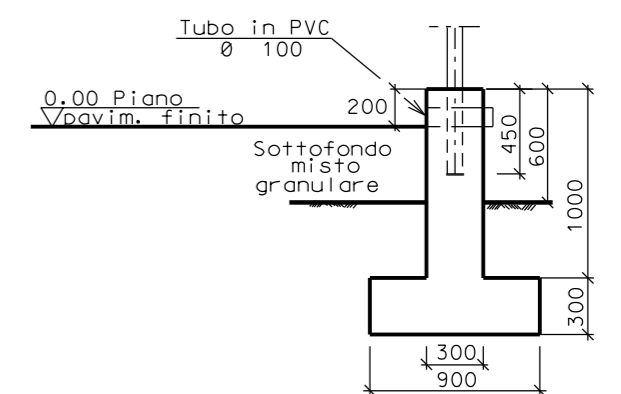 Tubo in PVC
Ø 100
0.00 Piano
pavim. finito
200
Sottofondo
misto
granulare
450
600
1000
300
300
900